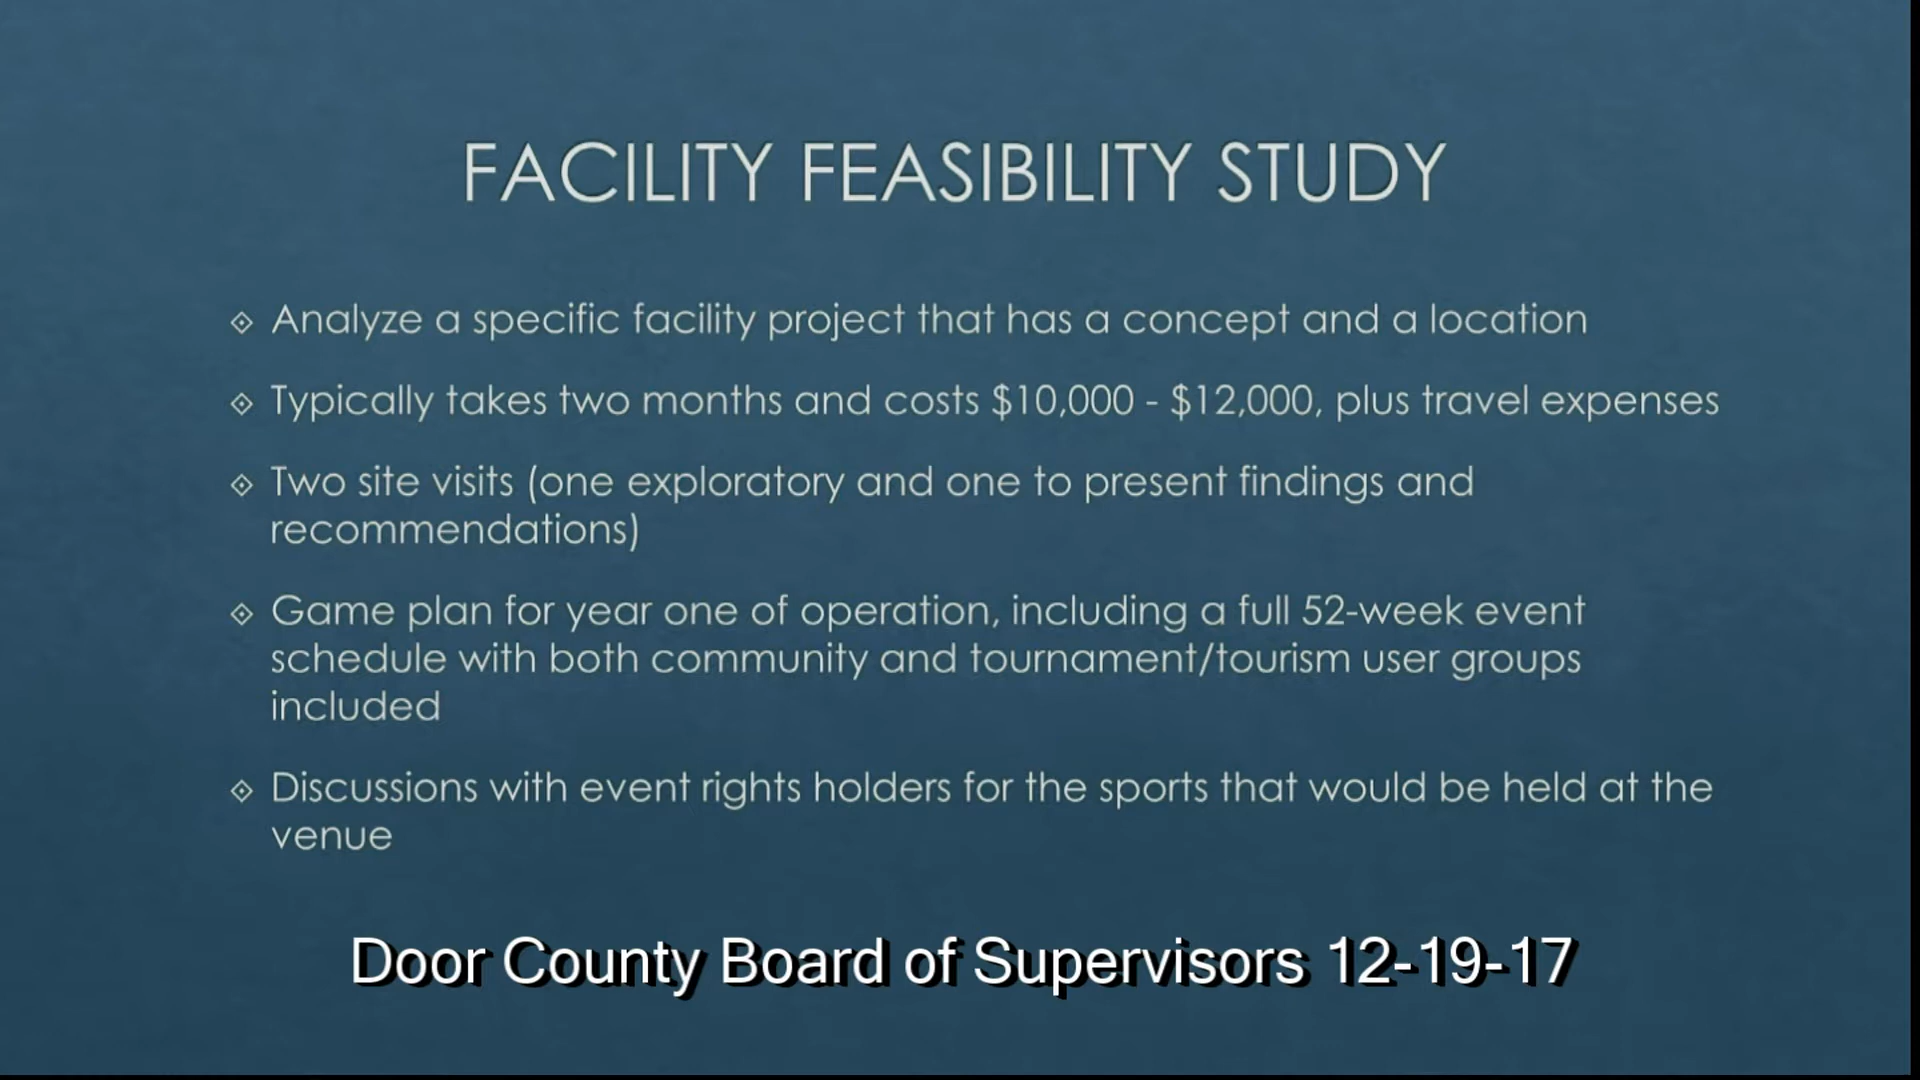 FACILITY FEASIBILITY STUDY
Analyze a specific facility project that has a concept and a location
Typically takes two months and costs $10,000 - $12,000, plus travel expenses
Two site visits (one exploratory and one to present findings and
recommendations)
Game plan for year one of operation, including a full 52-week event
schedule with both community and tournament/tourism user groups
included
Discussions with event rights holders for the sports that would be held at the
venue
Door County Board of Supervisors 12-19-17